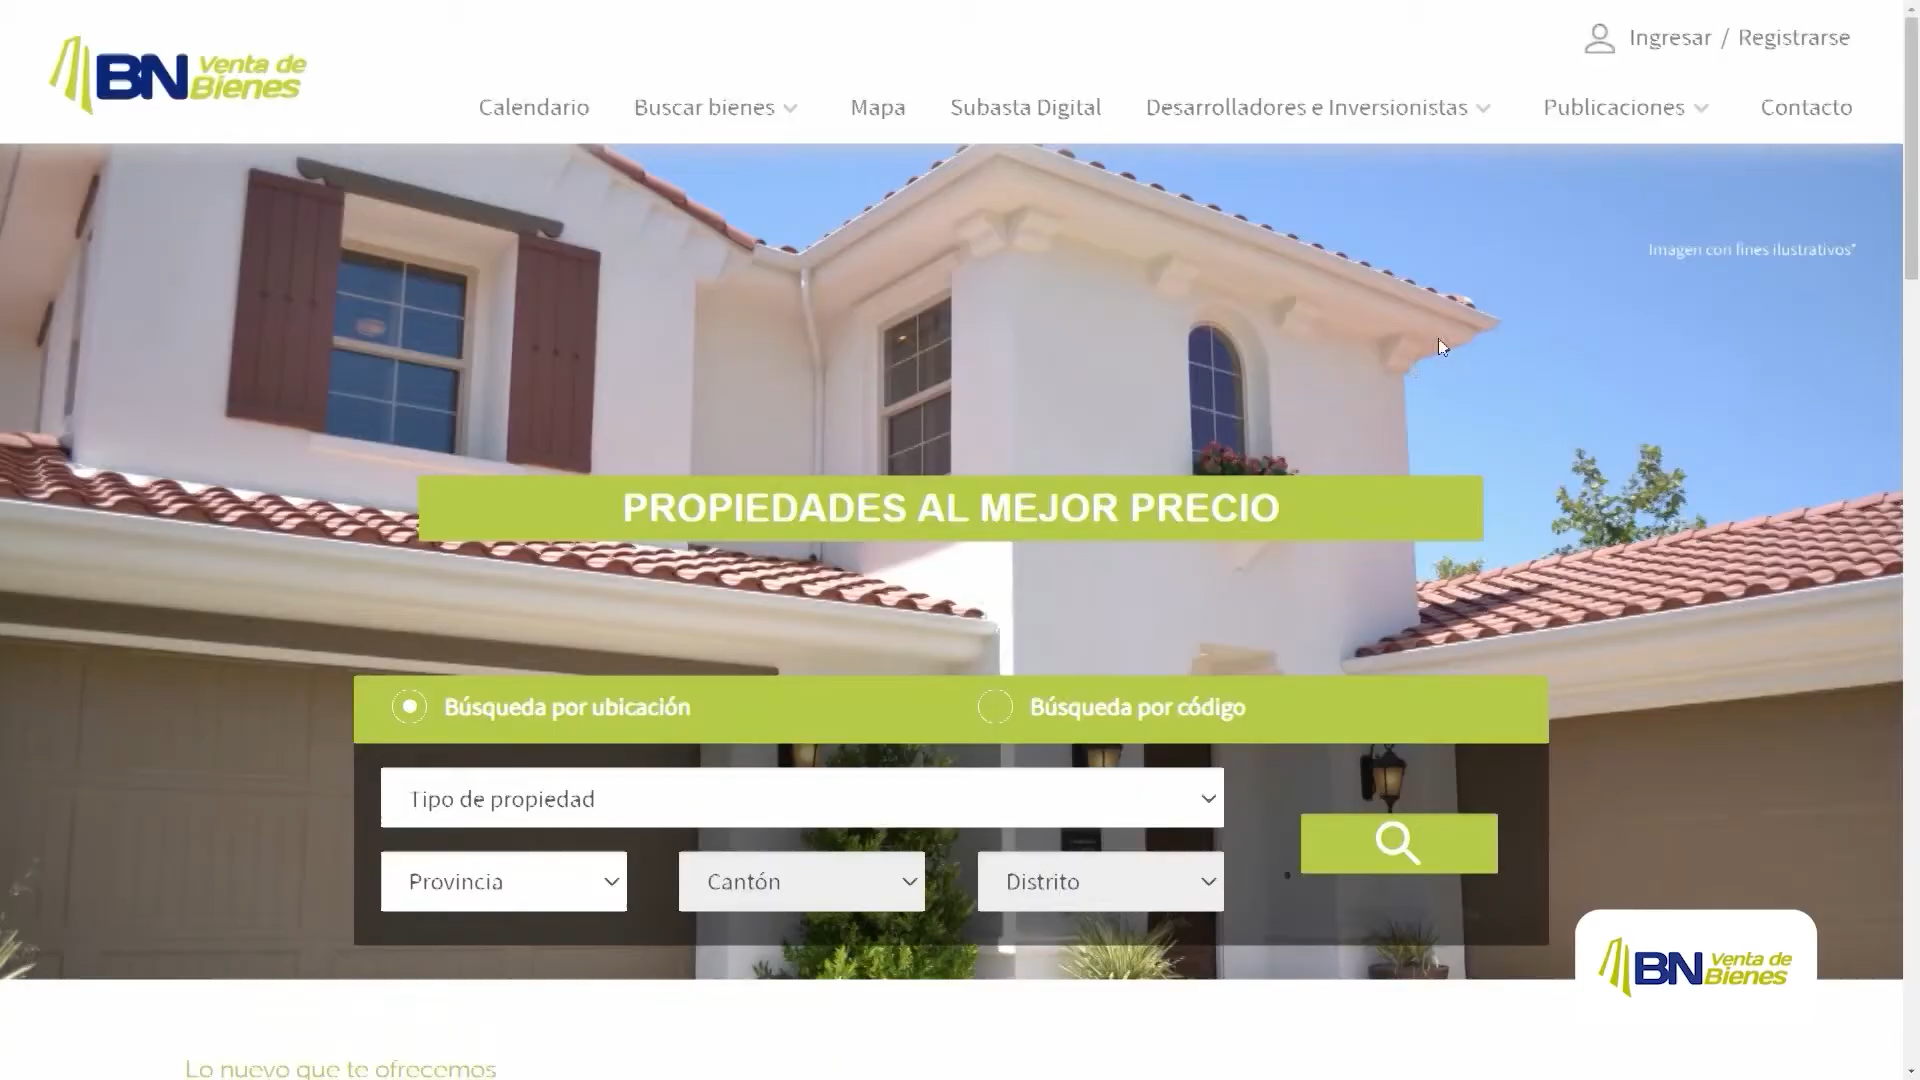 BN Venta de Bienes
Ingresar / Registrarse
Calendario Buscar bienes Mapa Subasta Digital Desarrolladores e Inversionistas Publicaciones Contacto
Imagen con fines ilustrativos*
PROPIEDADES AL MEJOR PRECIO
Búsqueda por ubicación Búsqueda por código
Tipo de propiedad
Provincia Cantón Distrito
BN Venta de Bienes
Lo nuevo que te ofrecemos